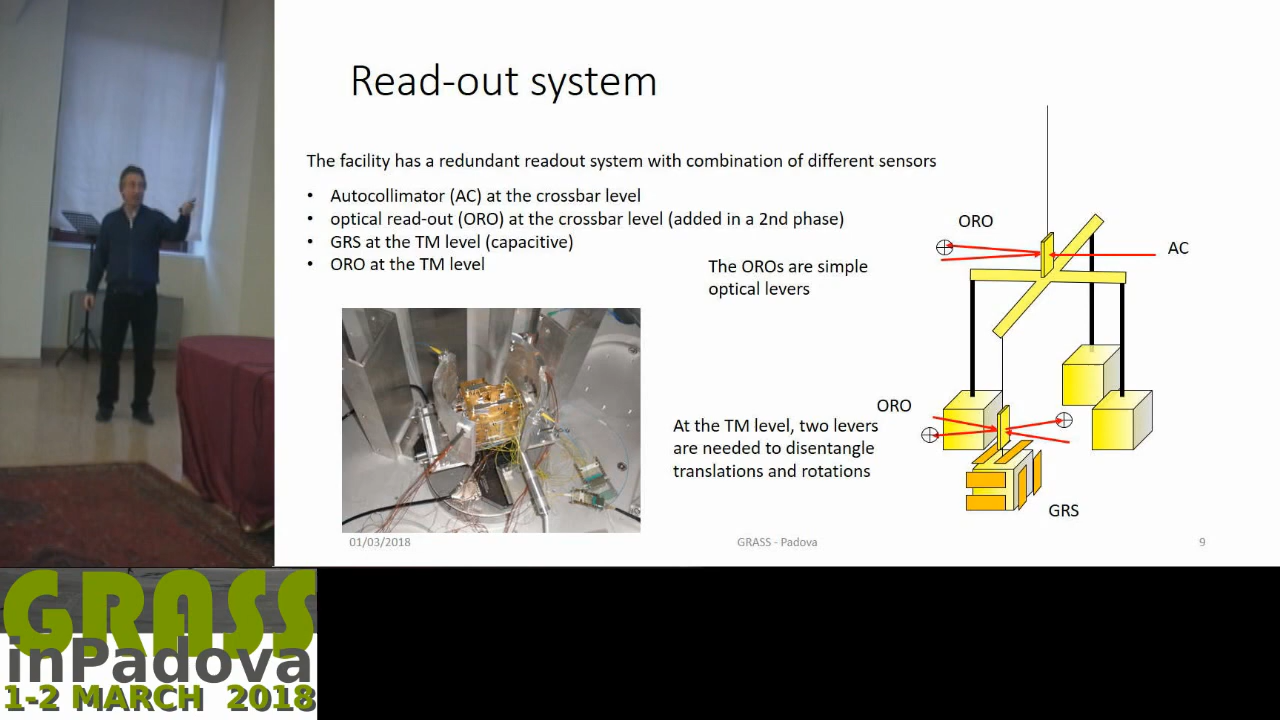 Read-out system
The facility has a redundant readout system with combination of different sensors
• Autocollimator (AC) at the crossbar level
• optical read-out (ORO) at the crossbar level (added in a 2nd phase)
• GRS at the TM level (capacitive)
• ORO at the TM level
The OROs are simple
optical levers
ORO
AC
ORO
At the TM level, two levers
are needed to disentangle
translations and rotations
GRS
01/03/2018
GRASS - Padova
9
GRASS
inPadova
1-2 MARCH 2018